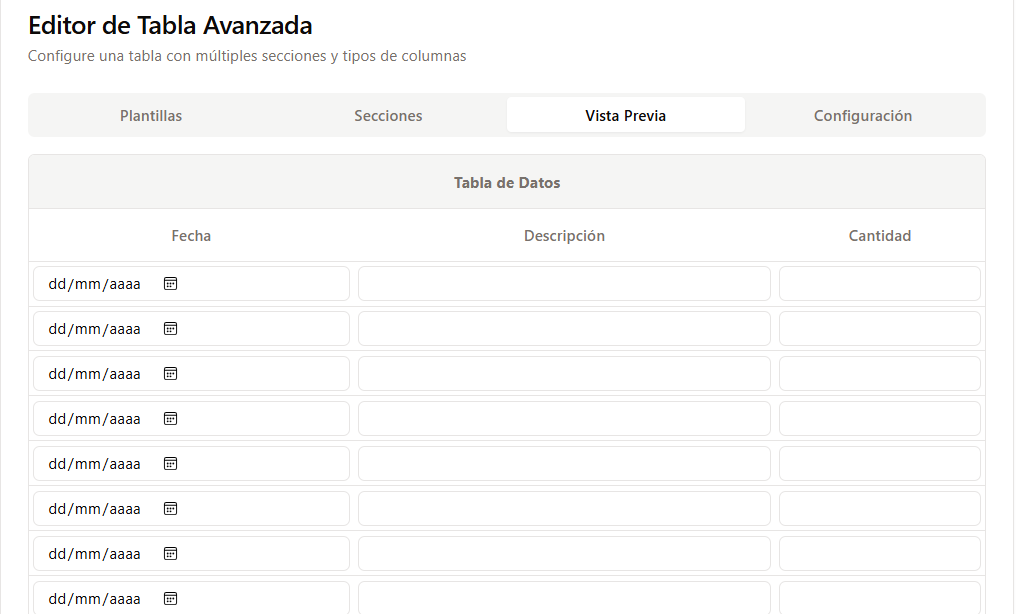 Editor de Tabla Avanzada
Configure una tabla con múltiples secciones y tipos de columnas
Plantillas Secciones Vista Previa Configuración
Tabla de Datos
Fecha Descripción Cantidad
dd/mm/aaaa
dd/mm/aaaa
dd/mm/aaaa
dd/mm/aaaa
dd/mm/aaaa
dd/mm/aaaa
dd/mm/aaaa
dd/mm/aaaa